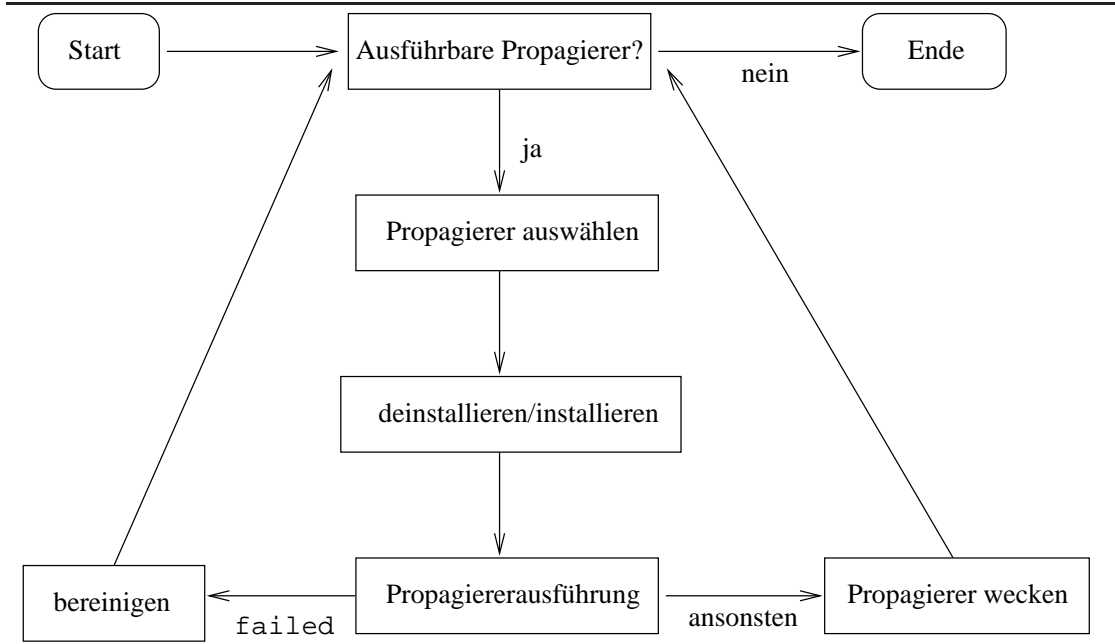 Start
Ausführbare Propagierer?
Ende
nein
ja
Propagierer auswählen
deinstallieren/installieren
bereinigen
failed
Propagiererausführung
ansonsten
Propagierer wecken